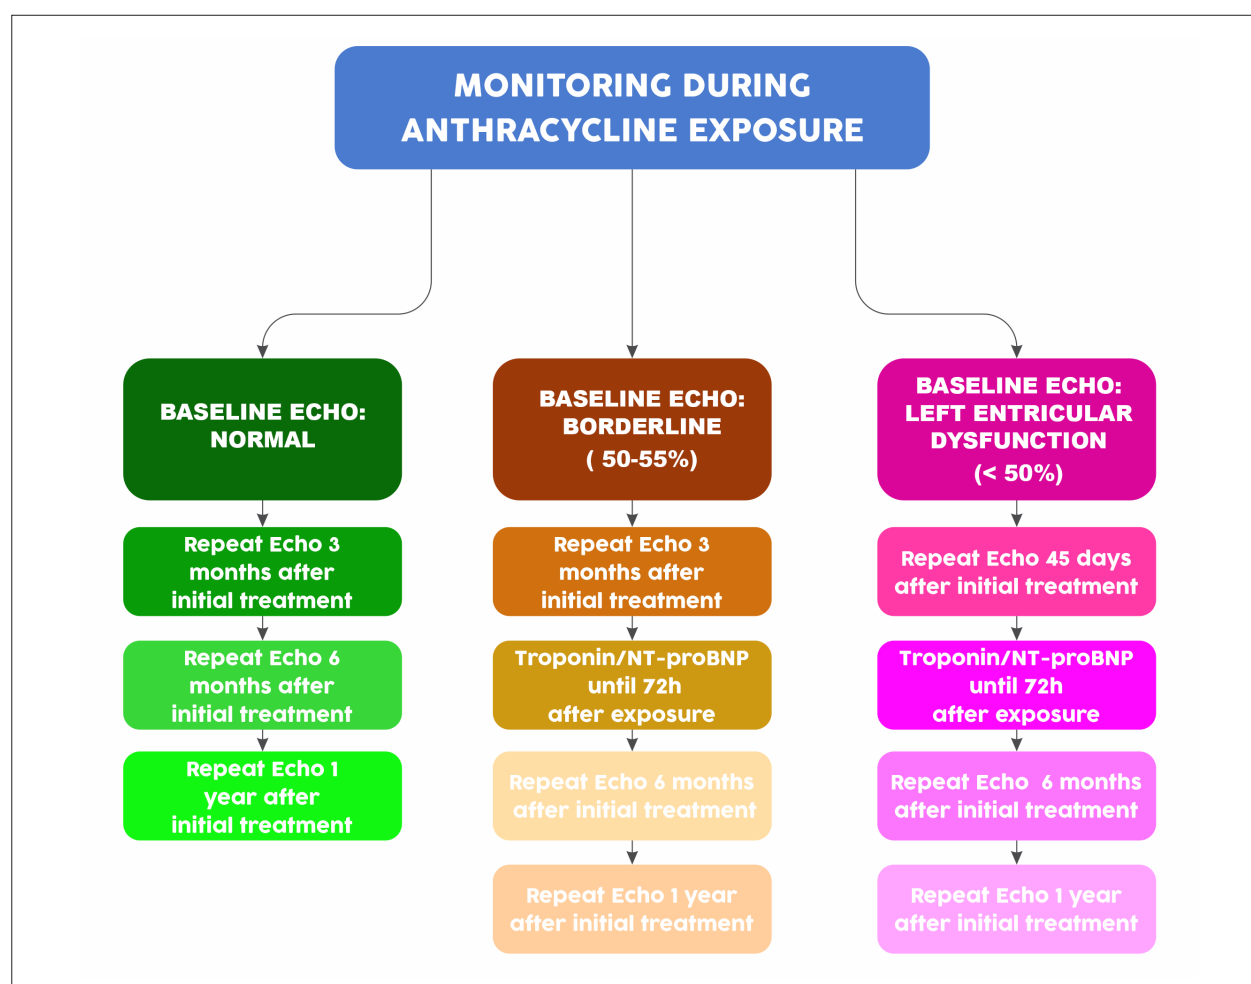 MONITORING DURING
ANTHRACYCLINE EXPOSURE
BASELINE ECHO:
NORMAL
Repeat Echo 3
months after
initial treatment
Repeat Echo 6
months after
initial treatment
Repeat Echo 1
year after
initial treatment
BASELINE ECHO:
BORDERLINE
( 50-55%)
Repeat Echo 3
months after
initial treatment
Troponin/NT-proBNP
until 72h
after exposure
Repeat Echo 6 months
after initial treatment
Repeat Echo 1 year
after initial treatment
BASELINE ECHO:
LEFT ENTRICULAR
DYSFUNCTION
(< 50%)
Repeat Echo 45 days
after initial treatment
Troponin/NT-proBNP
until 72h
after exposure
Repeat Echo  6 months
after initial treatment
Repeat Echo 1 year
after initial treatment